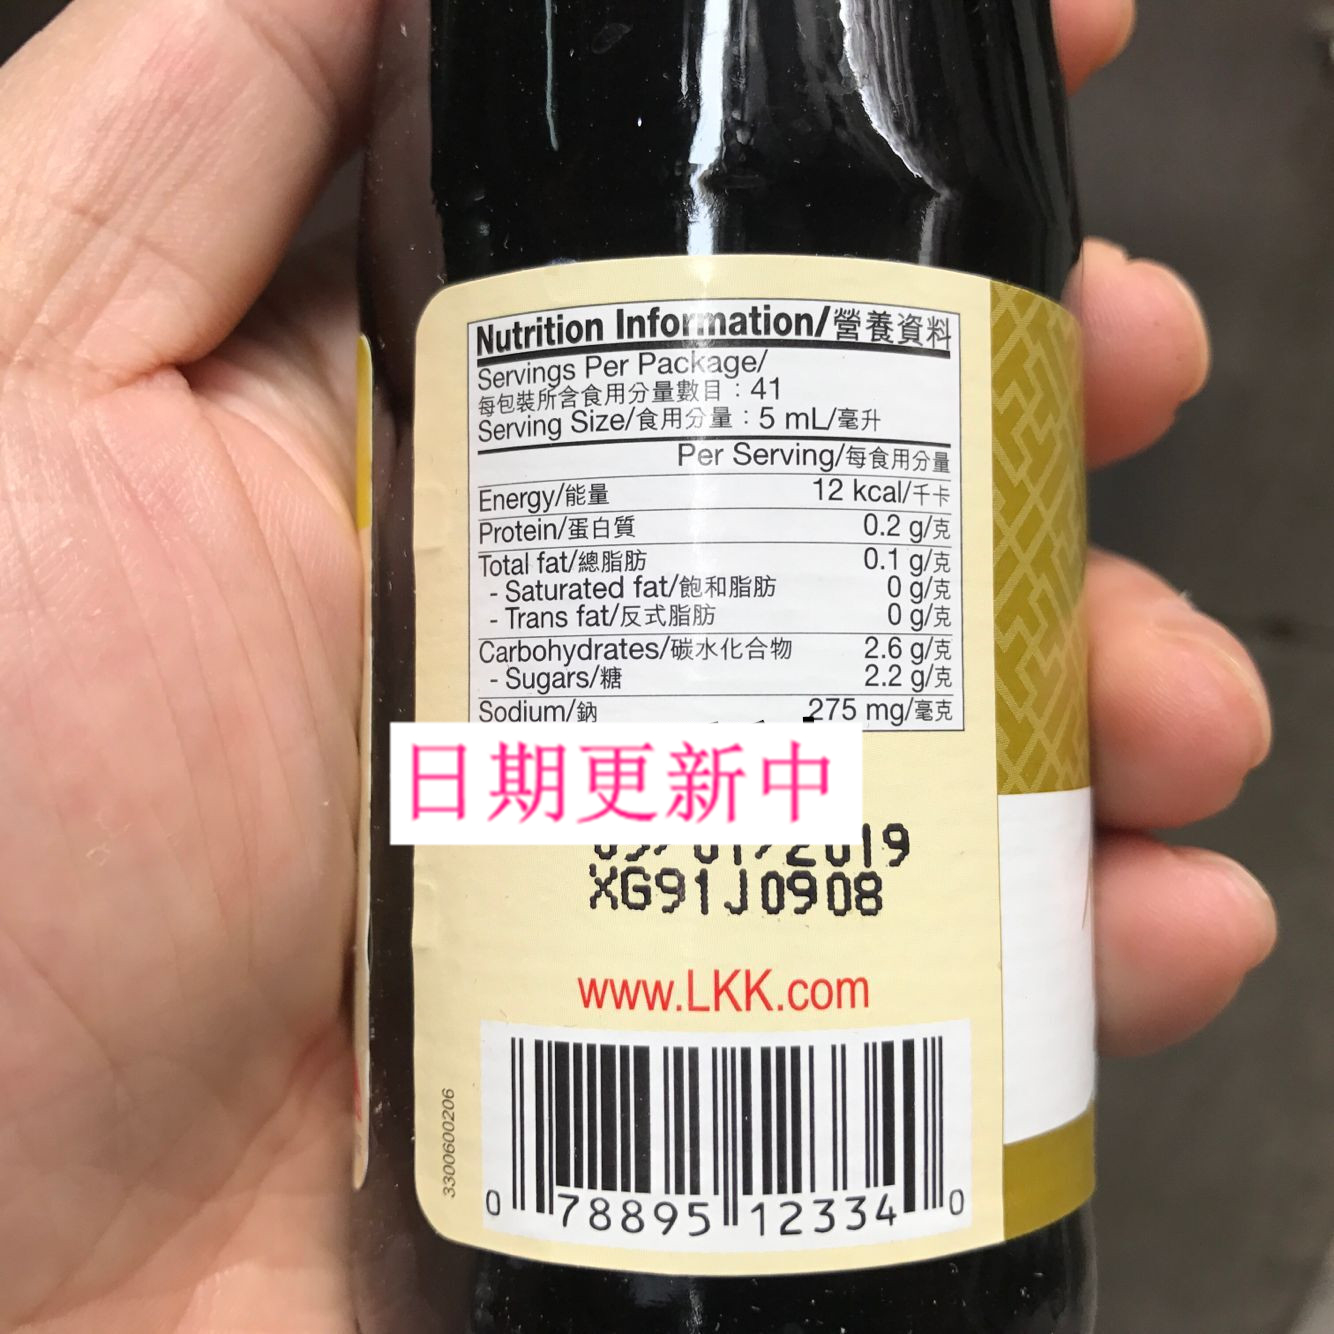 Nutrition Information/營養資料
Servings Per Package/
每包裝所含食用分量數目：41
Serving Size/食用分量：5 mL/毫升
Per Serving/每食用分量
Energy/能量 12 kcal/千卡
Protein/蛋白質 0.2 g/克
Total fat/總脂肪 0.1 g/克
- Saturated fat/飽和脂肪 0 g/克
- Trans fat/反式脂肪 0 g/克
Carbohydrates/碳水化合物 2.6 g/克
- Sugars/糖 2.2 g/克
Sodium/鈉 275 mg/毫克
日期更新中
/2019
XG91J0908
www.LKK.com
3300600206
0 78895 12334 0